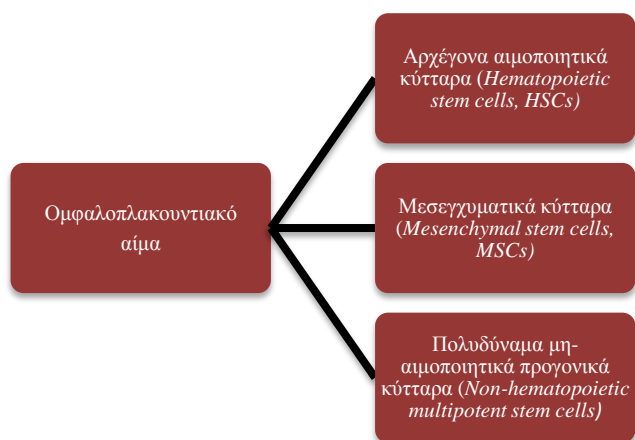 Αρχέγονα αιμοποιητικά
κύτταρα (Hematopoietic
stem cells, HSCs)
Ομφαλοπλακουντιακό
αίμα
Μεσεγχυματικά κύτταρα
(Mesenchymal stem cells,
MSCs)
Πολυδύναμα μη-
αιμοποιητικά προγονικά
κύτταρα (Non-hematopoietic
multipotent stem cells)